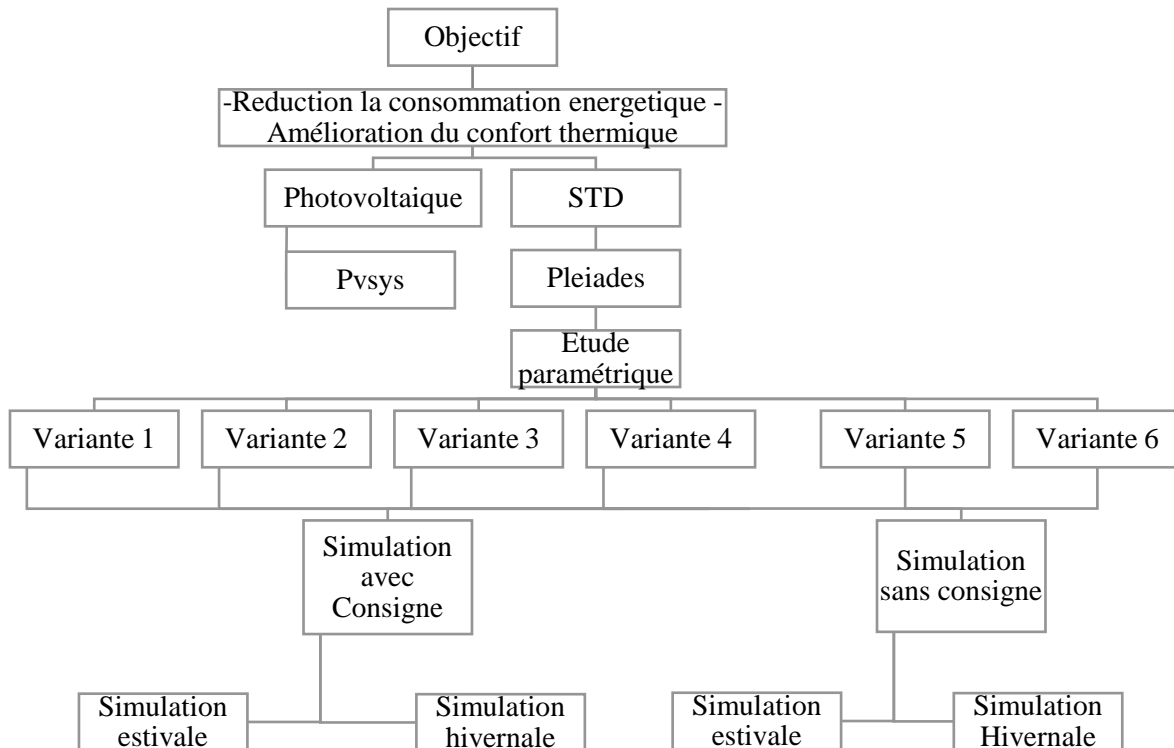 Objectif
-Reduction la consommation energetique -
Amélioration du confort thermique
Photovoltaique
STD
Pvsys
Pleiades
Etude
paramétrique
Variante 1
Variante 2
Variante 3
Variante 4
Variante 5
Variante 6
Simulation
avec
Consigne
Simulation
sans consigne
Simulation
estivale
Simulation
hivernale
Simulation
estivale
Simulation
Hivernale